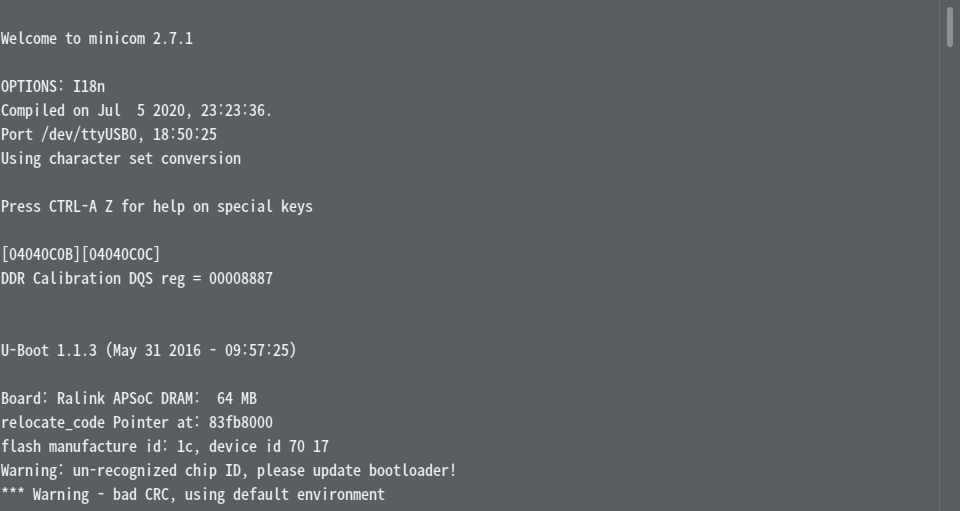 Welcome to minicom 2.7.1
OPTIONS: I18n
Compiled on Jul  5 2020, 23:23:36.
Port /dev/ttyUSB0, 18:50:25
Using character set conversion
Press CTRL-A Z for help on special keys
[04040C0B][04040C0C]
DDR Calibration DQS reg = 00008887
U-Boot 1.1.3 (May 31 2016 - 09:57:25)
Board: Ralink APSoC DRAM:  64 MB
relocate_code Pointer at: 83fb8000
flash manufacture id: 1c, device id 70 17
Warning: un-recognized chip ID, please update bootloader!
*** Warning - bad CRC, using default environment